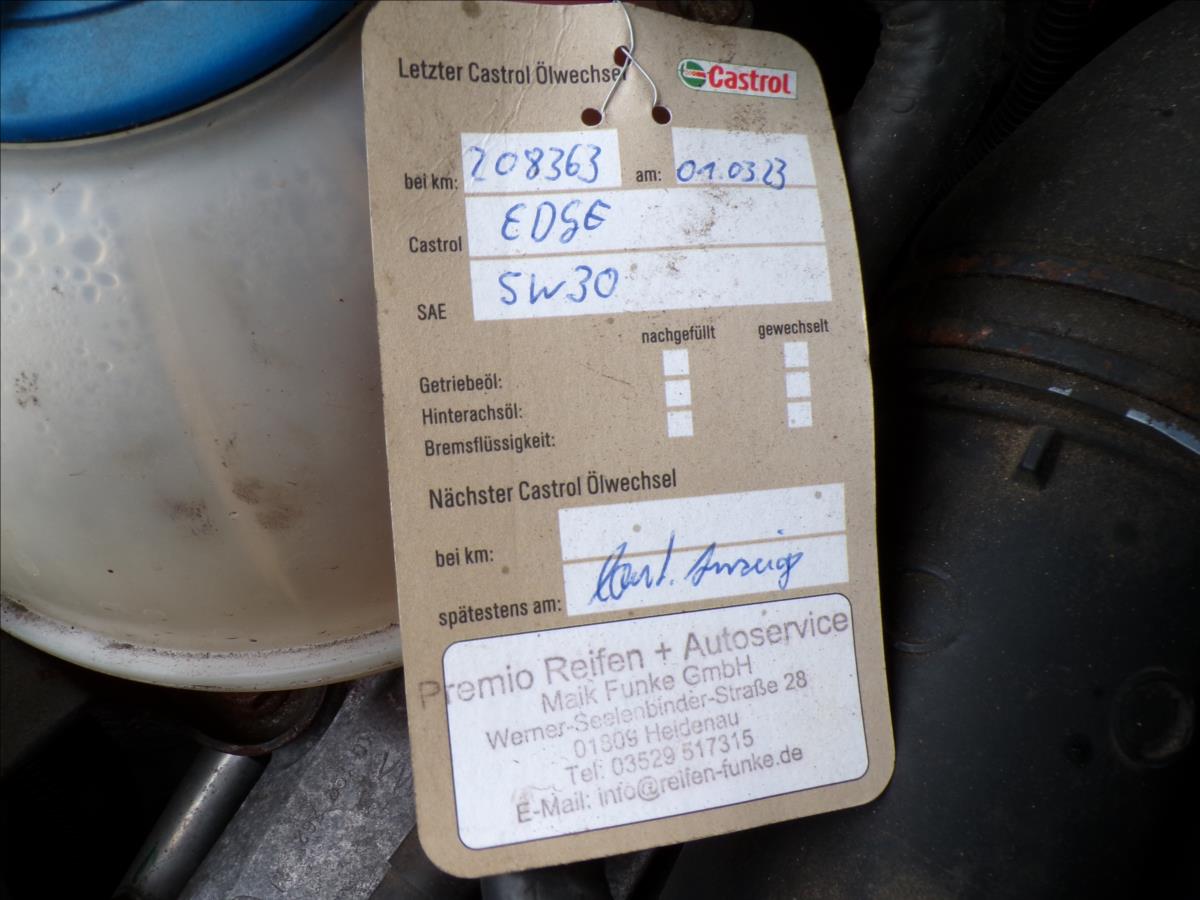 Letzter Castrol Ölwechsel Castrol
bei km: 208363 am: 01.03.23
Castrol EDGE
SAE 5W30
nachgefüllt gewechselt
Getriebeöl:
Hinterachsöl:
Bremsflüssigkeit:
Nächster Castrol Ölwechsel
bei km:
spätestens am: laut. Anzeige
Premio Reifen + Autoservice
Maik Funke GmbH
Werner-Seelenbinder-Straße 28
01809 Heidenau
Tel: 03529 517315
E-Mail: info@reifen-funke.de